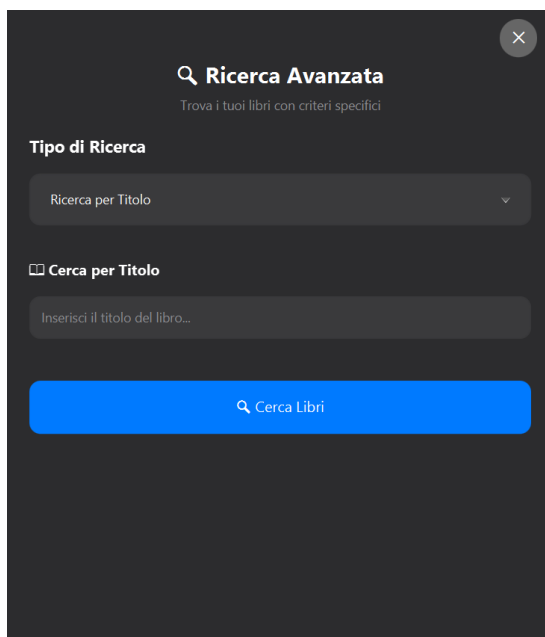 Ricerca Avanzata
Trova i tuoi libri con criteri specifici
Tipo di Ricerca
Ricerca per Titolo
Cerca per Titolo
Inserisci il titolo del libro...
Cerca Libri